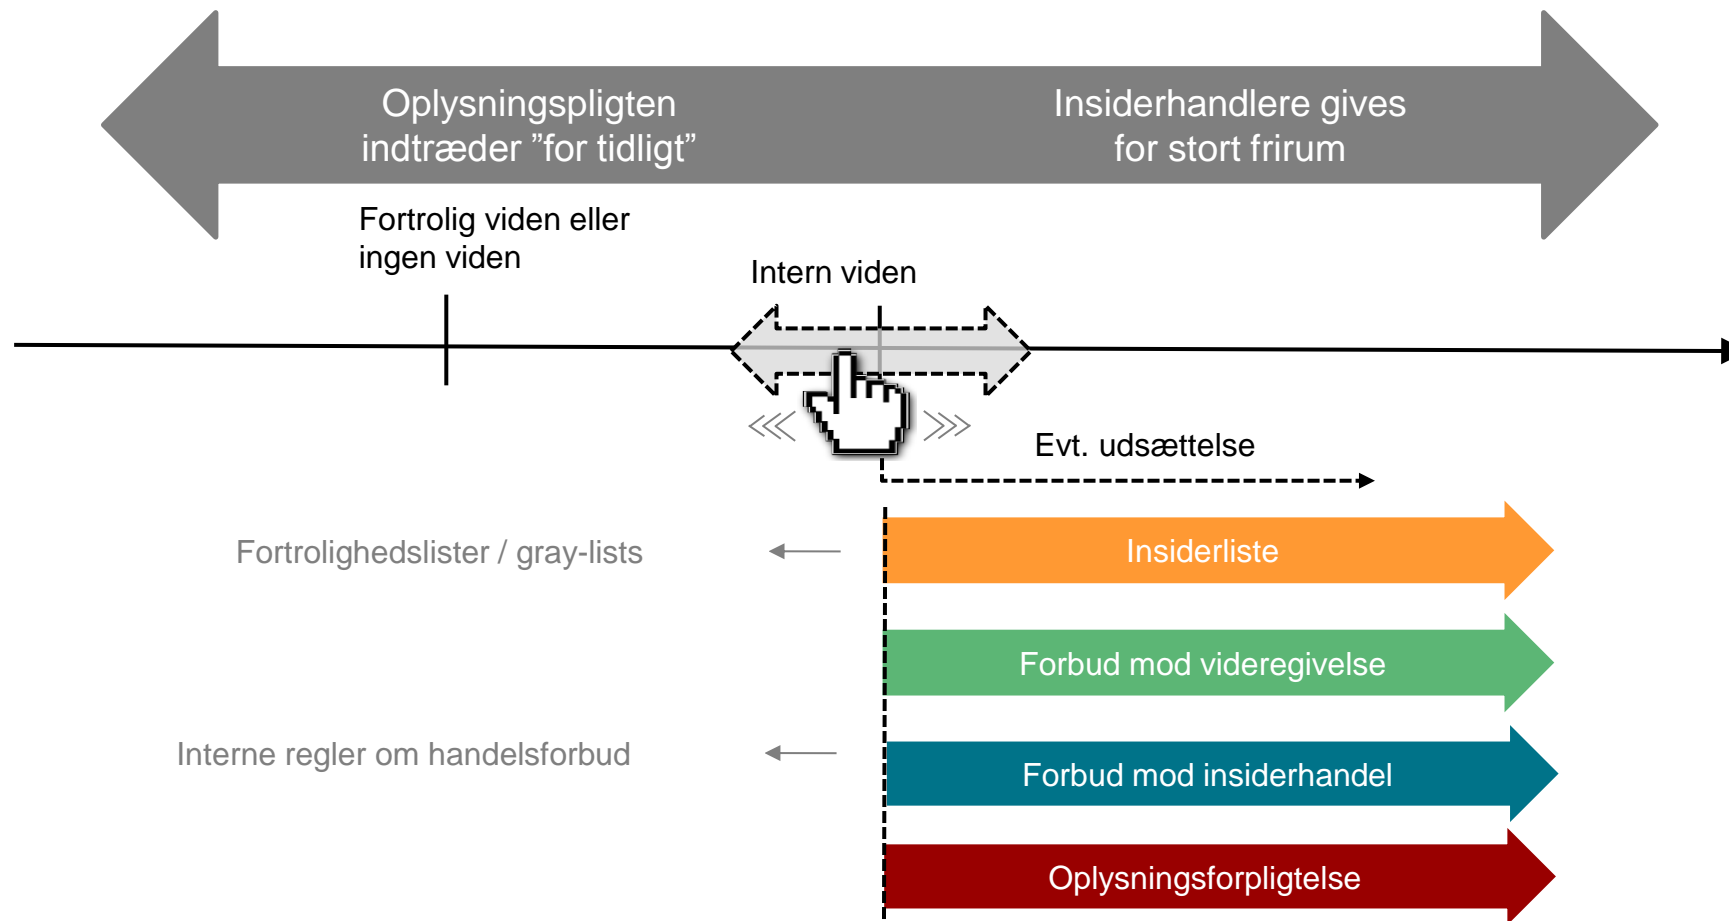 Oplysningspligten
indtræder ”for tidligt”
Insiderhandlere gives
for stort frirum
Fortrolig viden eller
ingen viden
Intern viden
Evt. udsættelse
Fortrolighedslister / gray-lists
Insiderliste
Forbud mod videregivelse
Interne regler om handelsforbud
Forbud mod insiderhandel
Oplysningsforpligtelse